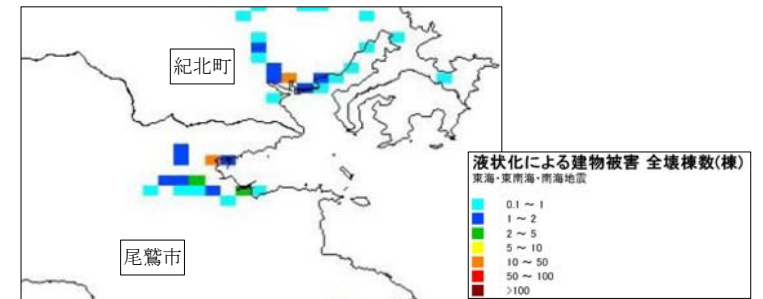 紀北町
尾鷲市
液状化による建物被害 全壊棟数(棟)
東海・東南海・南海地震
0.1 ～ 1
1 ～ 2
2 ～ 5
5 ～ 10
10 ～ 50
50 ～ 100
>100